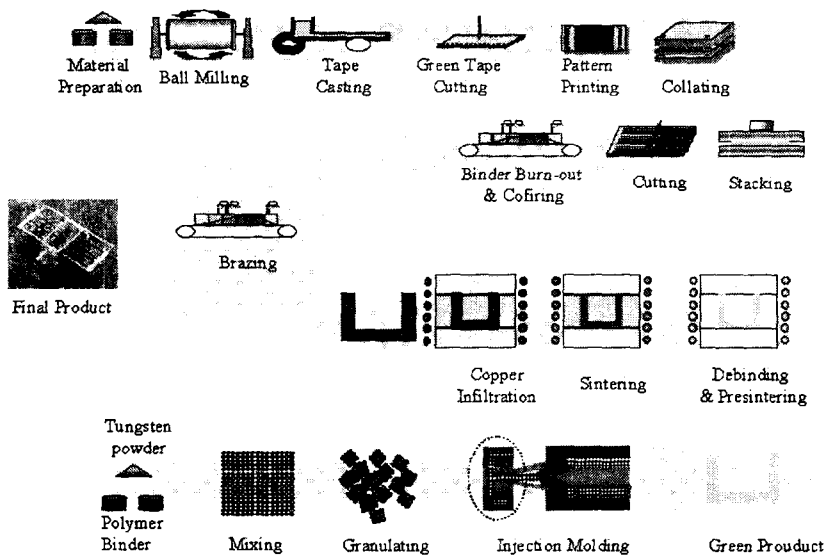 Material
Preparation
Ball Milling
Tape
Casting
Green Tape
Cutting
Pattern
Printing
Collating
Binder Burn-out
& Cofiring
Cutting
Stacking
Brazing
Final Product
Copper
Infiltration
Sintering
Debinding
& Presintering
Tungsten
powder
Polymer
Binder
Mixing
Granulating
Injection Molding
Green Prouduct